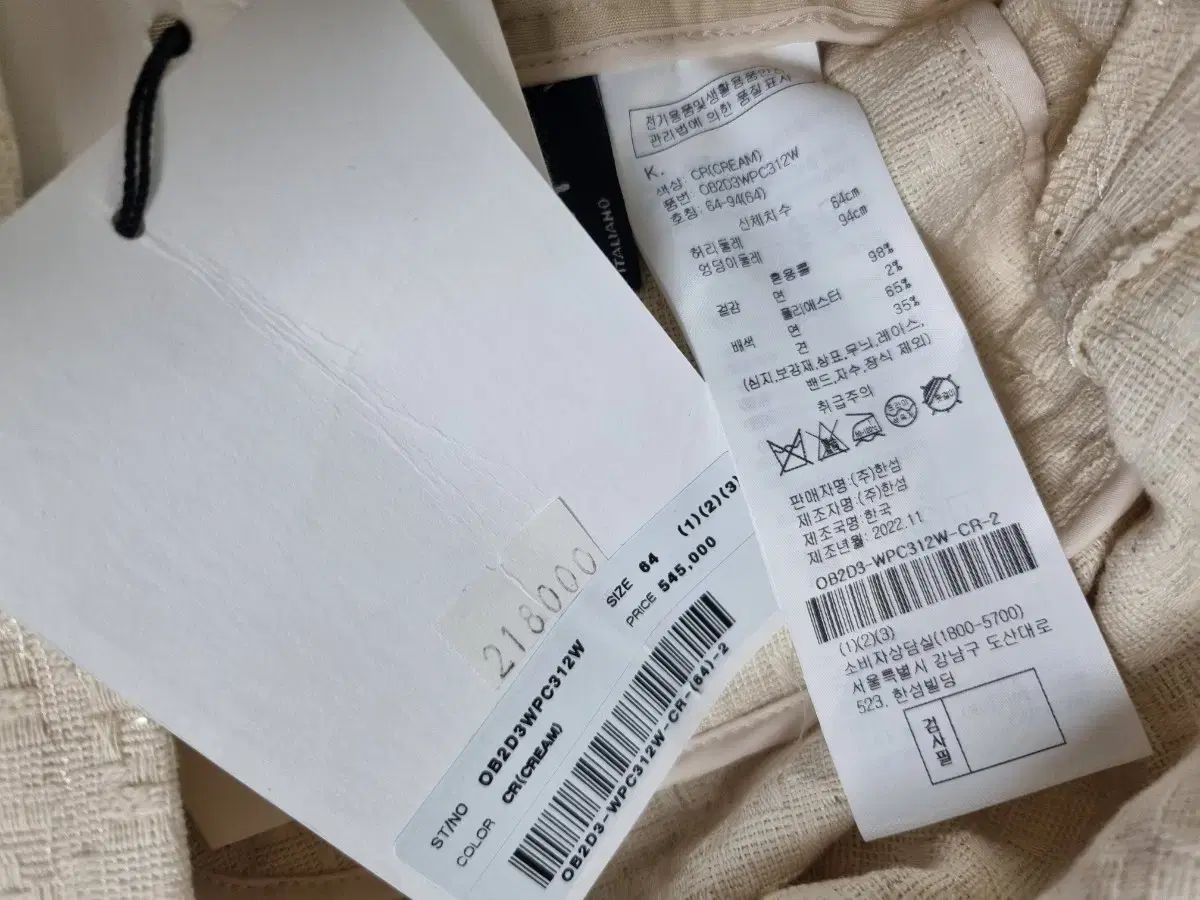 218000
ST/NO OB2D3WPC312W
SIZE 64 (1)(2)(3)
COLOR CR(CREAM)
PRICE 545,000
OB2D3-WPC312W-CR-(64)-2
ITALIANO
전기용품및생활용품안전
관리법에 의한 품질표시
K.
색상: CR(CREAM)
품번: OB2D3WPC312W
호칭: 64-94(64)
신체치수
허리둘레 64cm
엉덩이둘레 94cm
혼용률
겉감 면 98%
폴리에스터 2%
배색 면 65%
견 35%
(심지,보강재,상표,무늬,레이스,
밴드,자수,장식 제외)
취급주의
판매자명:(주)한섬
제조자명:(주)한섬
제조국명:한국
제조년월: 2022.11
OB2D3-WPC312W-CR-2
(1)(2)(3)
소비자상담실(1800-5700)
서울특별시 강남구 도산대로
523. 한섬빌딩
검사필